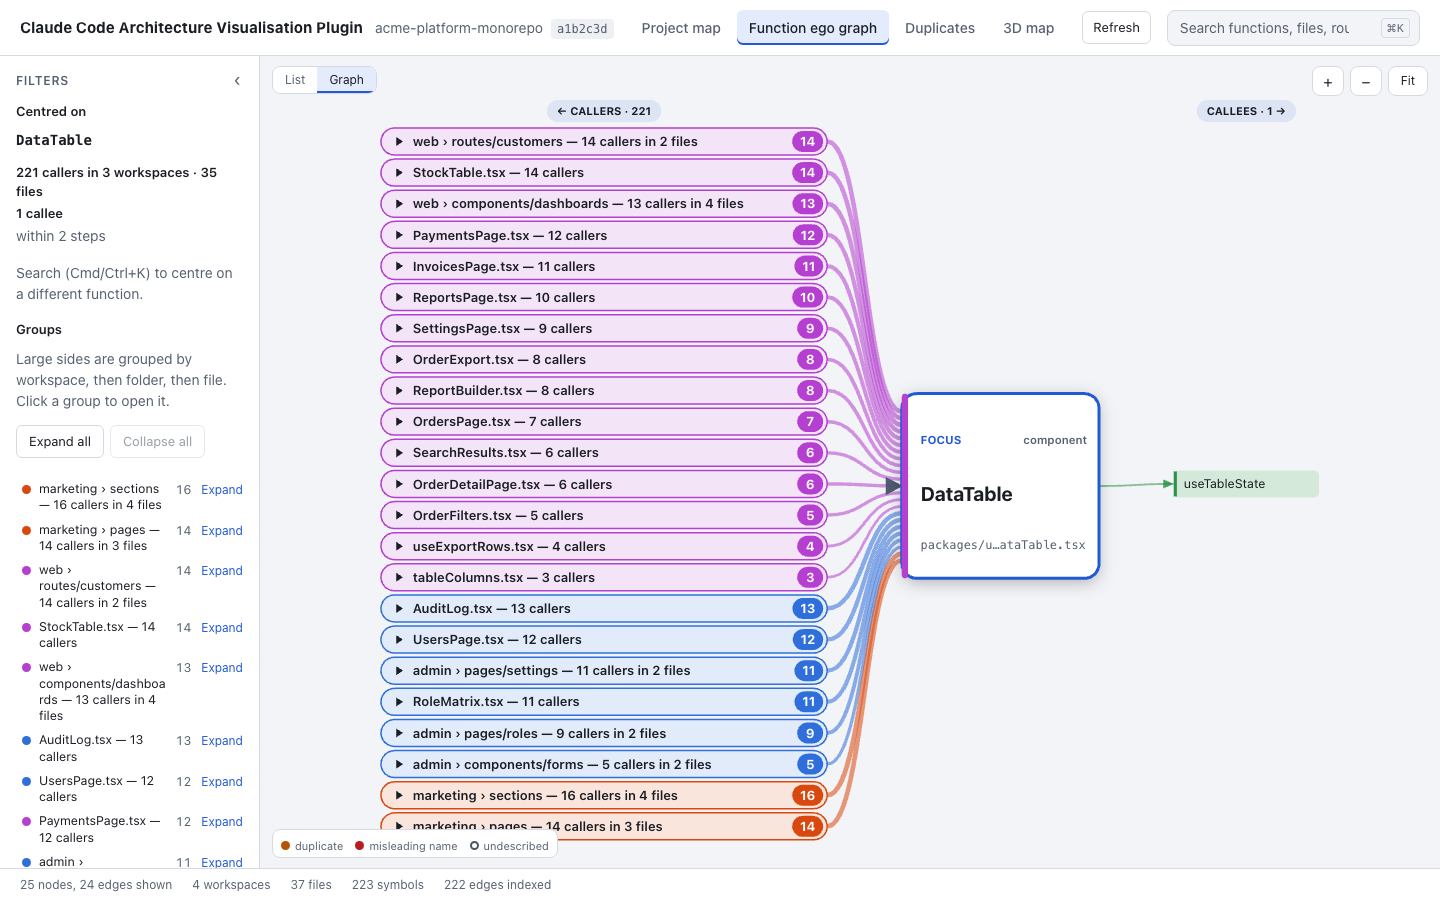 Claude Code Architecture Visualisation Plugin
acme-platform-monorepo
a1b2c3d
Project map
Function ego graph
Duplicates
3D map
Refresh
Search functions, files, rou
⌘K
FILTERS
Centred on
DataTable
221 callers in 3 workspaces · 35
files
1 callee
within 2 steps
Search (Cmd/Ctrl+K) to centre on
a different function.
Groups
Large sides are grouped by
workspace, then folder, then file.
Click a group to open it.
Expand all
Collapse all
marketing › sections
— 16 callers in 4 files
16
Expand
marketing › pages —
14 callers in 3 files
14
Expand
web ›
routes/customers —
14 callers in 2 files
14
Expand
StockTable.tsx — 14
callers
14
Expand
web ›
components/dashboa
rds — 13 callers in 4
files
13
Expand
AuditLog.tsx — 13
callers
13
Expand
UsersPage.tsx — 12
callers
12
Expand
PaymentsPage.tsx —
12 callers
12
Expand
admin ›
11
Expand
List
Graph
+
−
Fit
← CALLERS · 221
CALLEES · 1 →
web › routes/customers — 14 callers in 2 files
14
StockTable.tsx — 14 callers
14
web › components/dashboards — 13 callers in 4 files
13
PaymentsPage.tsx — 12 callers
12
InvoicesPage.tsx — 11 callers
11
ReportsPage.tsx — 10 callers
10
SettingsPage.tsx — 9 callers
9
OrderExport.tsx — 8 callers
8
ReportBuilder.tsx — 8 callers
8
OrdersPage.tsx — 7 callers
7
SearchResults.tsx — 6 callers
6
OrderDetailPage.tsx — 6 callers
6
OrderFilters.tsx — 5 callers
5
useExportRows.tsx — 4 callers
4
tableColumns.tsx — 3 callers
3
AuditLog.tsx — 13 callers
13
UsersPage.tsx — 12 callers
12
admin › pages/settings — 11 callers in 2 files
11
RoleMatrix.tsx — 11 callers
11
admin › pages/roles — 9 callers in 2 files
9
admin › components/forms — 5 callers in 2 files
5
marketing › sections — 16 callers in 4 files
16
marketing › pages — 14 callers in 3 files
14
FOCUS
component
DataTable
packages/u…ataTable.tsx
useTableState
duplicate
misleading name
undescribed
25 nodes, 24 edges shown
4 workspaces
37 files
223 symbols
222 edges indexed